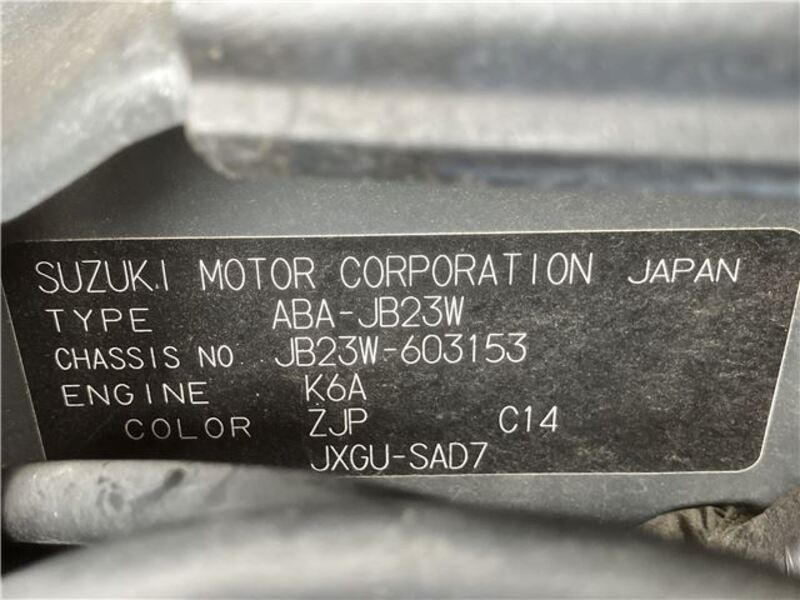 SUZUKI MOTOR CORPORATION JAPAN
TYPE ABA-JB23W
CHASSIS NO JB23W-603153
ENGINE K6A
COLOR ZJP C14
JXGU-SAD7